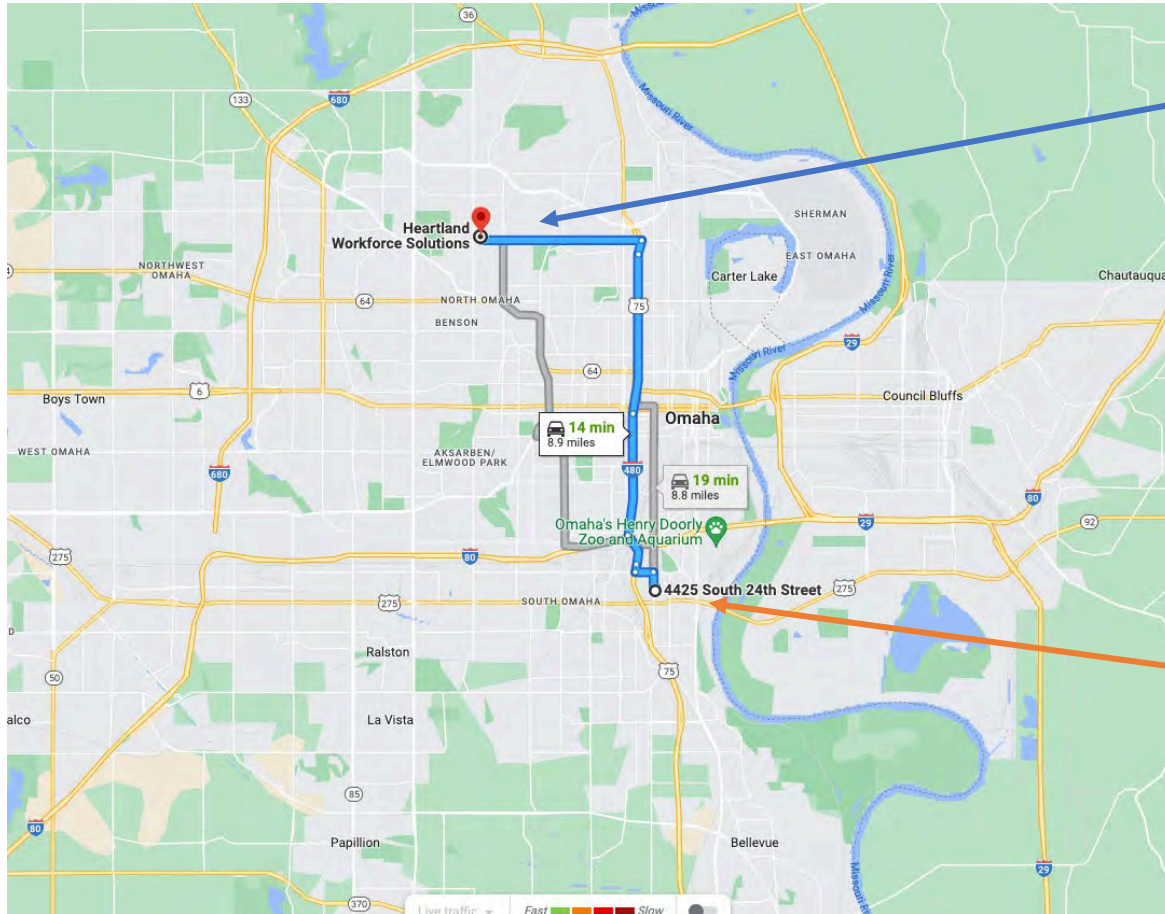 36
Missouri River
133
680
Missouri River
SHERMAN
Heartland
Workforce Solutions
EAST OMAHA
NORTHWEST
OMAHA
Carter Lake
Chautauqua
Missouri River
64
NORTH OMAHA
75
BENSON
Missouri River
29
64
6
Boys Town
Council Bluffs
14 min
8.9 miles
Omaha
WEST OMAHA
AKSARBEN/
ELMWOOD PARK
680
480
19 min
8.8 miles
80
Omaha's Henry Doorly
Zoo and Aquarium
29
92
275
80
4425 South 24th Street
275
275
SOUTH OMAHA
Ralston
75
50
La Vista
alco
85
80
Papillion
Bellevue
29
Missouri River
370
Live traffic
Fast
Slow